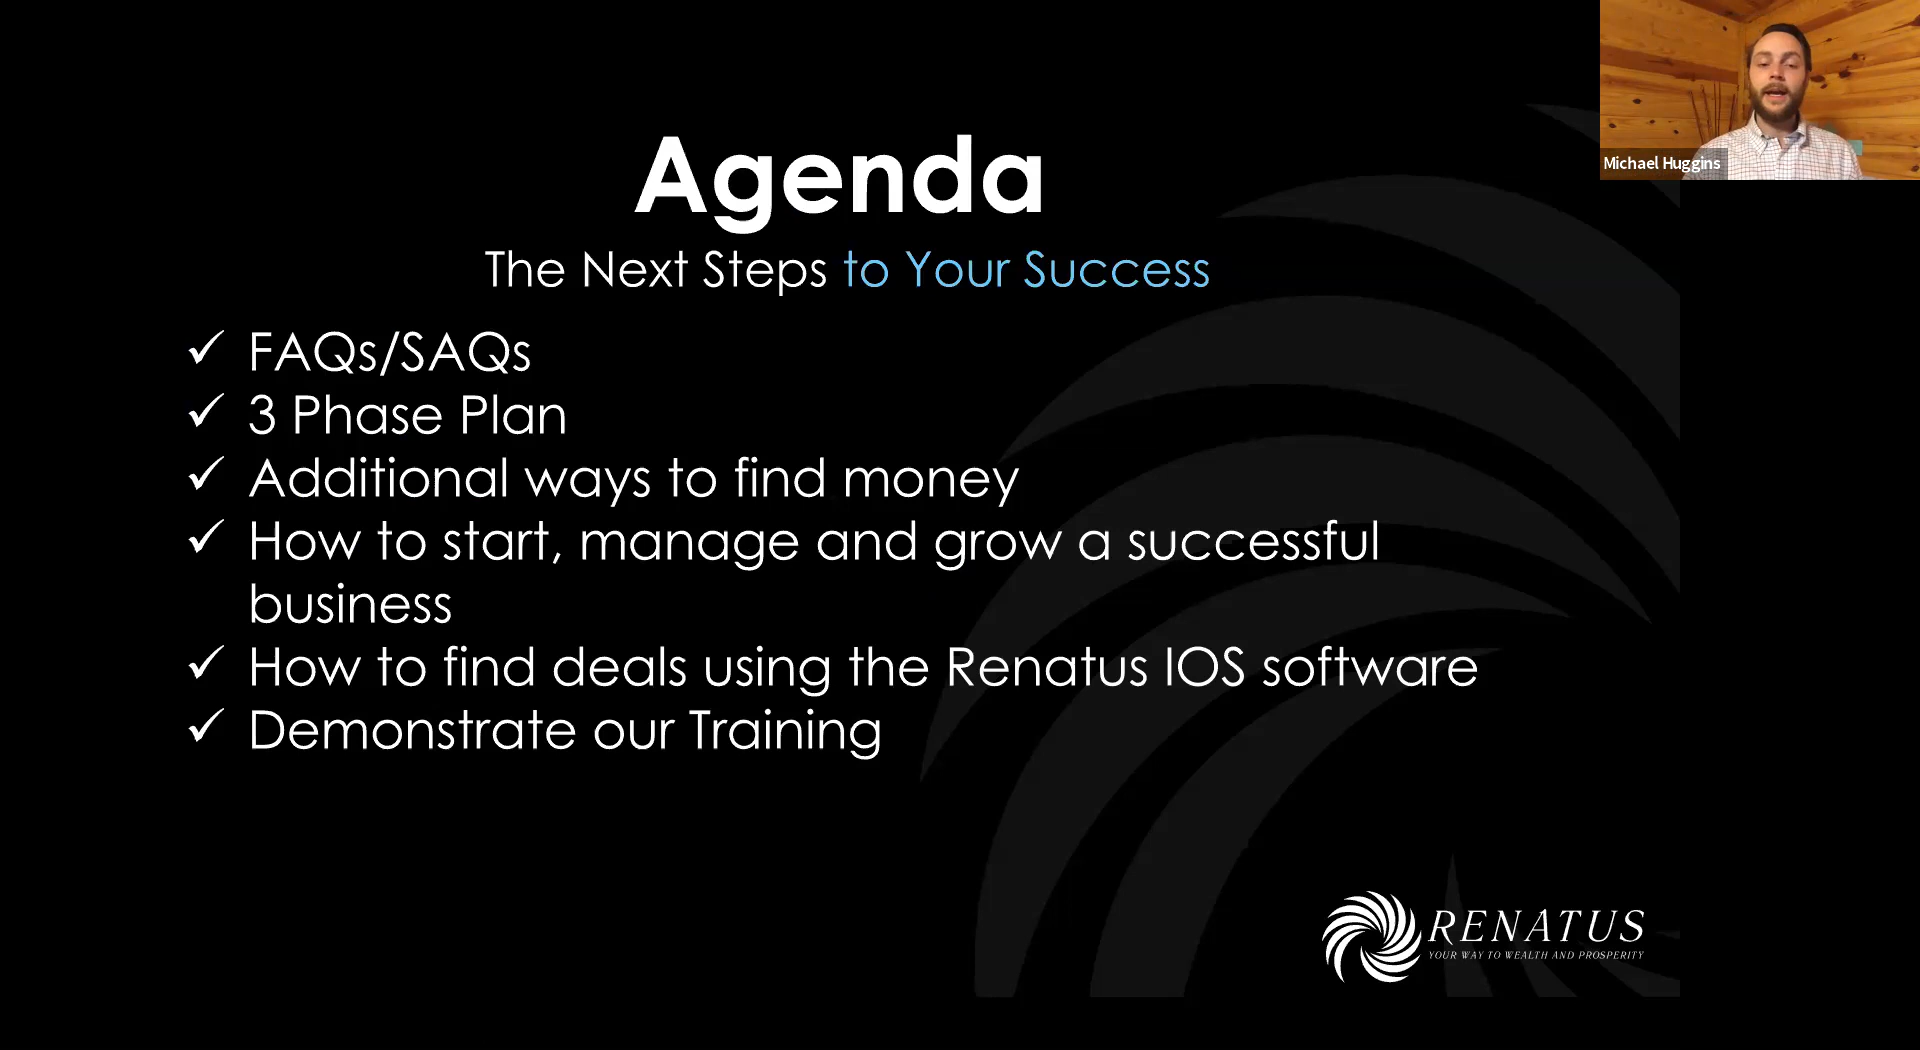 Michael Huggins
Agenda
The Next Steps to Your Success
✓ FAQs/SAQs
✓ 3 Phase Plan
✓ Additional ways to find money
✓ How to start, manage and grow a successful
business
✓ How to find deals using the Renatus IOS software
✓ Demonstrate our Training
RENATUS
YOUR WAY TO WEALTH AND PROSPERITY